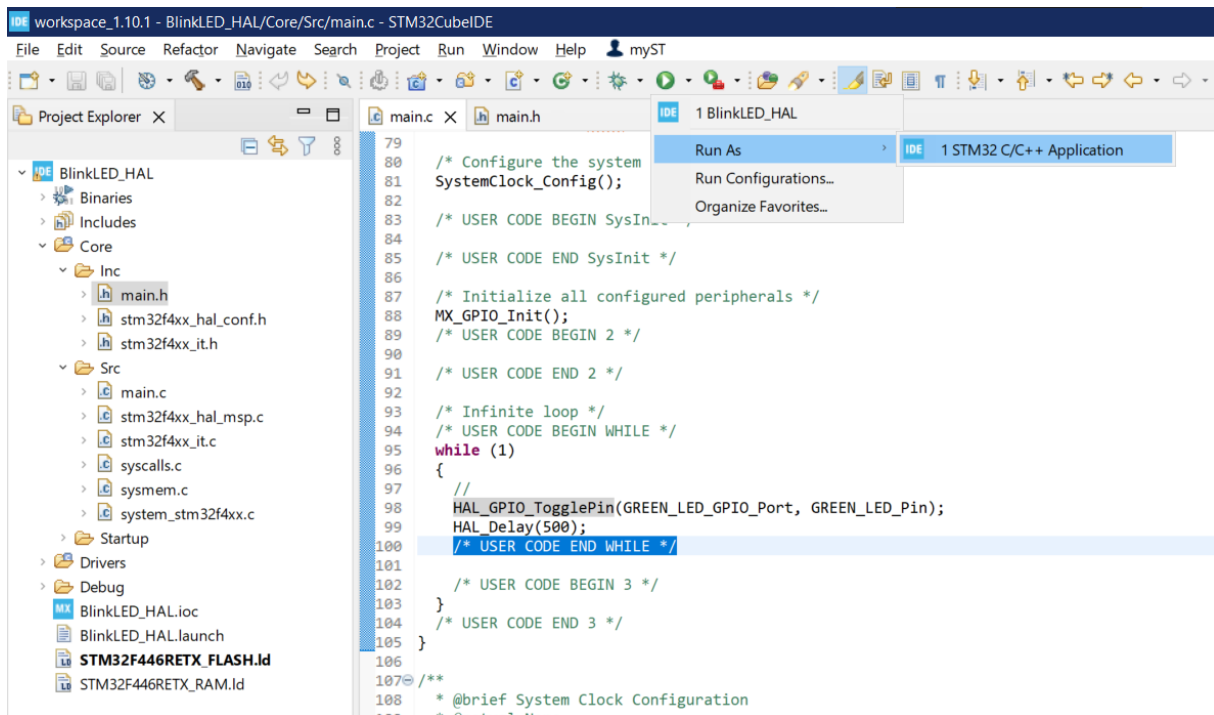 IDE workspace_1.10.1 - BlinkLED_HAL/Core/Src/main.c - STM32CubeIDE
File Edit Source Refactor Navigate Search Project Run Window Help myST
010
Project Explorer
BlinkLED_HAL
Binaries
Includes
Core
Inc
main.h
stm32f4xx_hal_conf.h
stm32f4xx_it.h
Src
main.c
stm32f4xx_hal_msp.c
stm32f4xx_it.c
syscalls.c
sysmem.c
system_stm32f4xx.c
Startup
Drivers
Debug
MX BlinkLED_HAL.ioc
BlinkLED_HAL.launch
STM32F446RETX_FLASH.ld
STM32F446RETX_RAM.ld
main.c main.h
79
80 /* Configure the system
81 SystemClock_Config();
82
83 /* USER CODE BEGIN SysInit */
84
85 /* USER CODE END SysInit */
86
87 /* Initialize all configured peripherals */
88 MX_GPIO_Init();
89 /* USER CODE BEGIN 2 */
90
91 /* USER CODE END 2 */
92
93 /* Infinite loop */
94 /* USER CODE BEGIN WHILE */
95 while (1)
96 {
97 //
98 HAL_GPIO_TogglePin(GREEN_LED_GPIO_Port, GREEN_LED_Pin);
99 HAL_Delay(500);
100 /* USER CODE END WHILE */
101
102 /* USER CODE BEGIN 3 */
103 }
104 /* USER CODE END 3 */
105 }
106
107 /**
108 * @brief System Clock Configuration
IDE 1 BlinkLED_HAL
Run As
Run Configurations...
Organize Favorites...
IDE 1 STM32 C/C++ Application